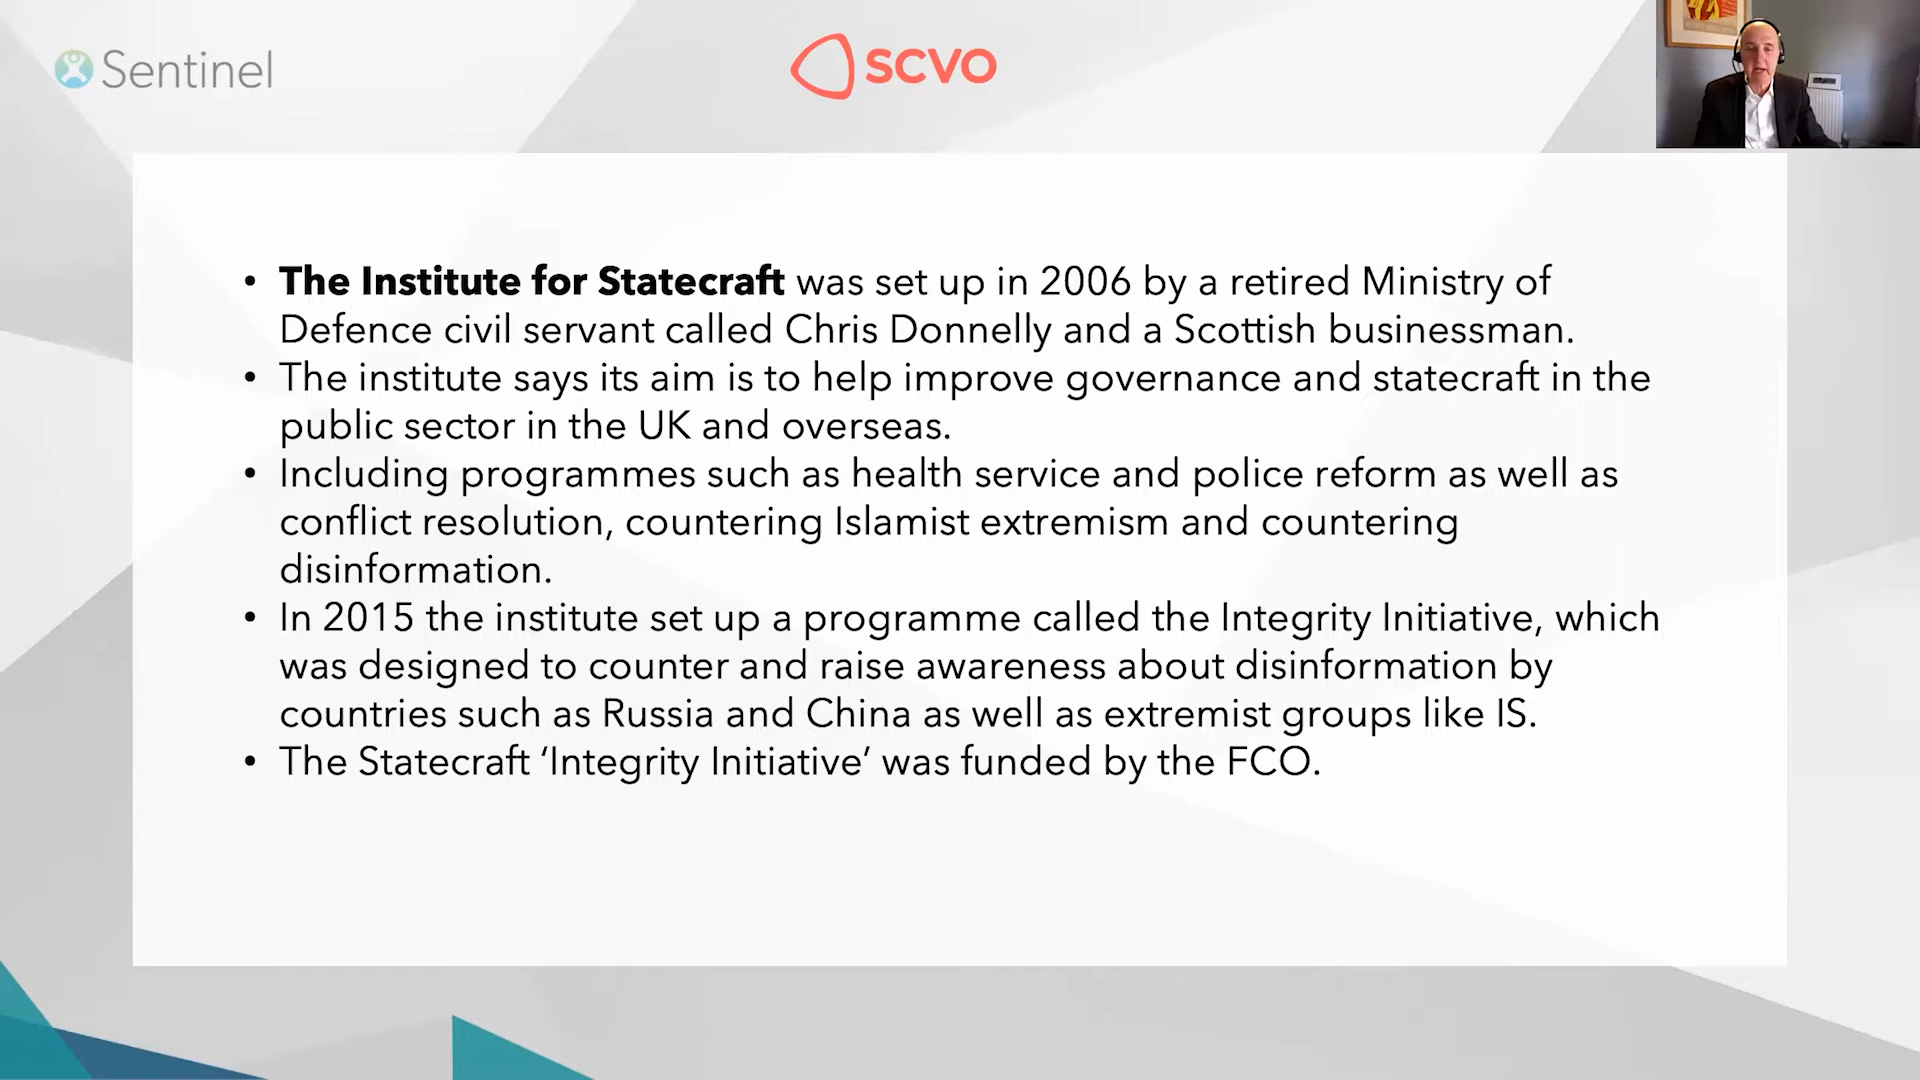 Sentinel
scvo
• The Institute for Statecraft was set up in 2006 by a retired Ministry of
Defence civil servant called Chris Donnelly and a Scottish businessman.
• The institute says its aim is to help improve governance and statecraft in the
public sector in the UK and overseas.
• Including programmes such as health service and police reform as well as
conflict resolution, countering Islamist extremism and countering
disinformation.
• In 2015 the institute set up a programme called the Integrity Initiative, which
was designed to counter and raise awareness about disinformation by
countries such as Russia and China as well as extremist groups like IS.
• The Statecraft ‘Integrity Initiative’ was funded by the FCO.